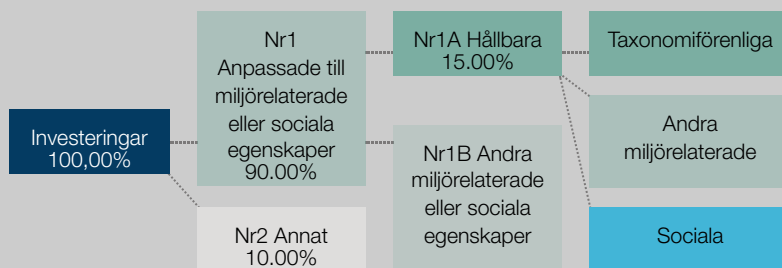 Investeringar
100,00%
Nr1
Anpassade till
miljörelaterade
eller sociala
egenskaper
90.00%
Nr2 Annat
10.00%
Nr1A Hållbara
15.00%
Nr1B Andra
miljörelaterade
eller sociala
egenskaper
Taxonomiförenliga
Andra
miljörelaterade
Sociala